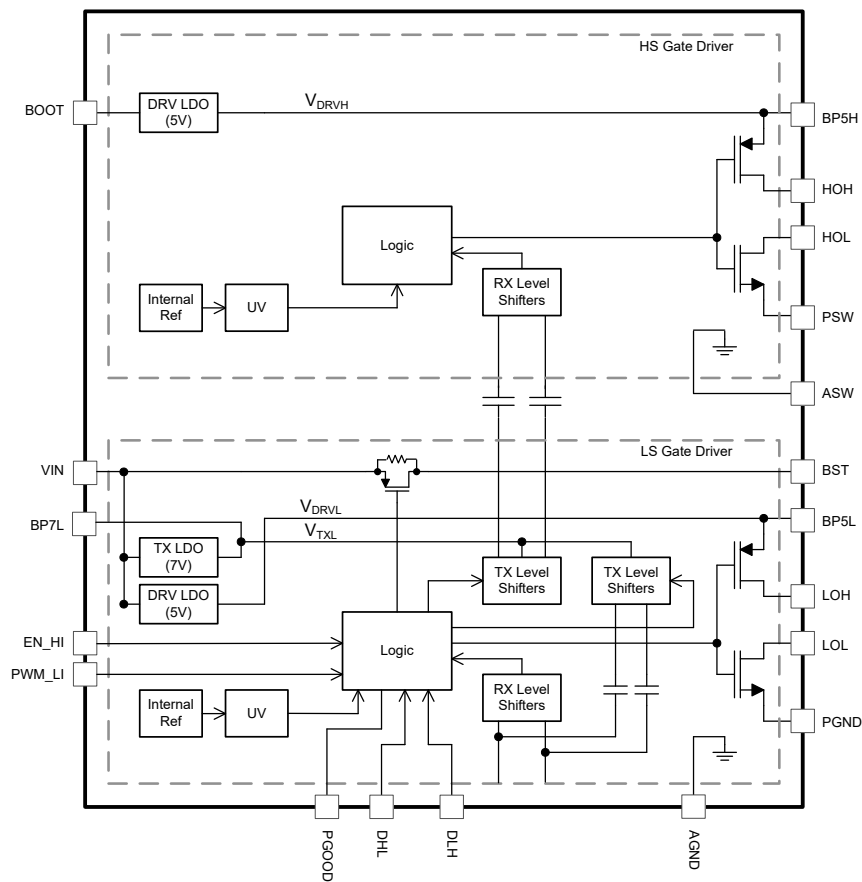 HS Gate Driver
BOOT
DRV LDO
(5V)
VDRVH
BP5H
HOH
Logic
HOL
RX Level
Shifters
Internal
Ref
UV
PSW
ASW
LS Gate Driver
VIN
BST
VDRVL
BP5L
BP7L
VTXL
TX LDO
(7V)
TX Level
Shifters
TX Level
Shifters
DRV LDO
(5V)
LOH
EN_HI
Logic
LOL
PWM_LI
RX Level
Shifters
Internal
Ref
UV
PGND
PGOOD
DHL
DLH
AGND